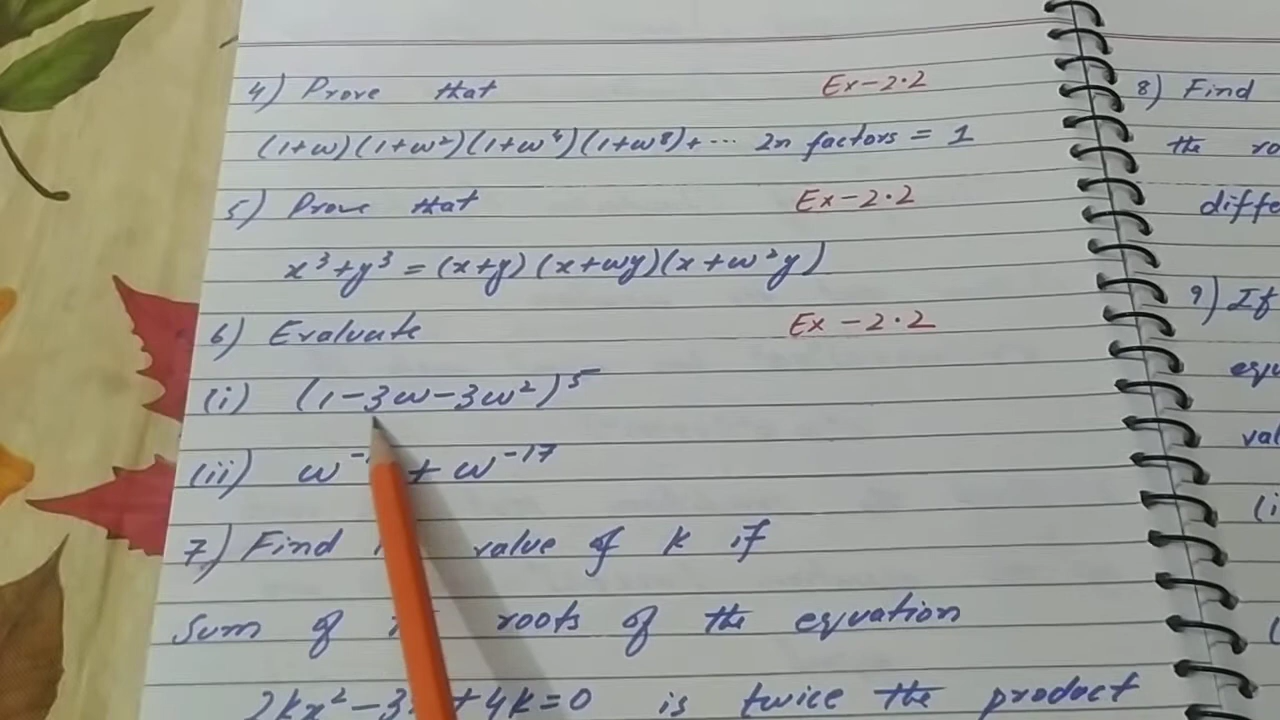 4) Prove that Ex-2.2
(1+ω)(1+ω²)(1+ω⁴)(1+ω⁸)+... 2n factors = 1
5) Prove that Ex-2.2
x³+y³=(x+y)(x+ωy)(x+ω²y)
6) Evaluate Ex-2.2
(i) (1-3ω-3ω²)⁵
(ii) ω⁻ + ω⁻¹⁷
7) Find value of k if
Sum of roots of the equation
2kx²-3 +4k=0 is twice the product
8) Find
the
9) If